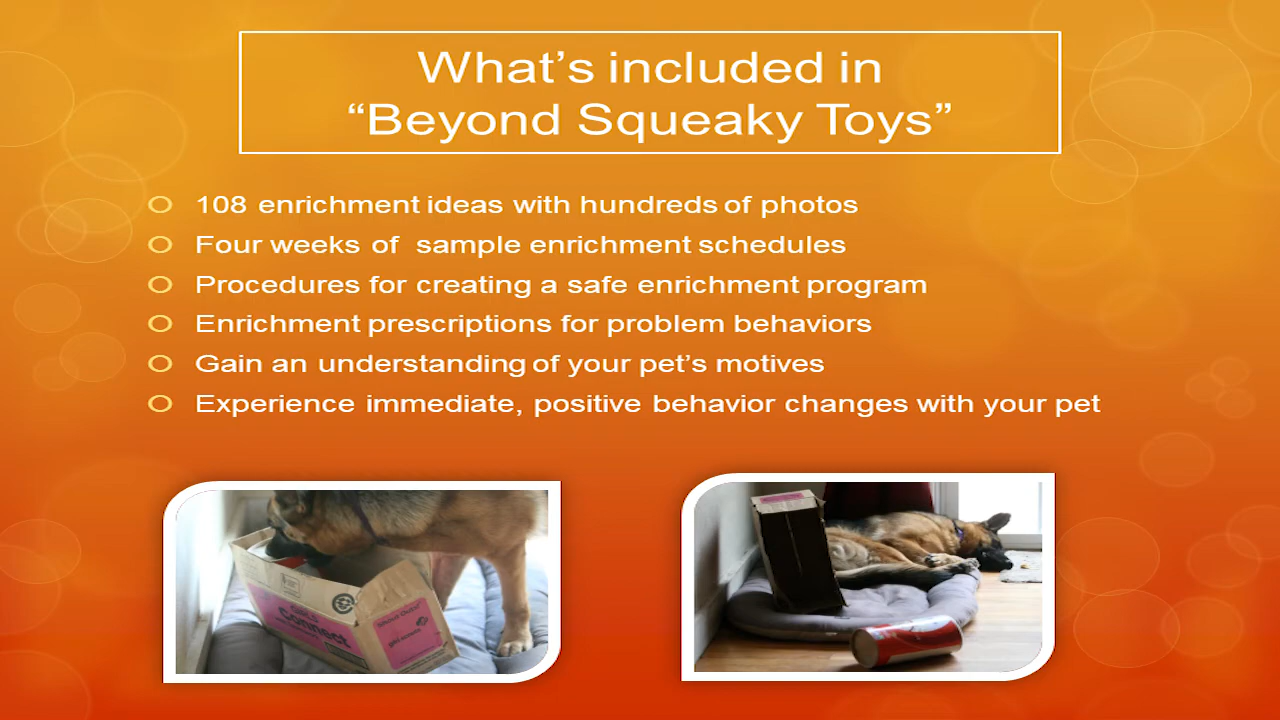 What’s included in
“Beyond Squeaky Toys”
108 enrichment ideas with hundreds of photos
Four weeks of  sample enrichment schedules
Procedures for creating a safe enrichment program
Enrichment prescriptions for problem behaviors
Gain an understanding of your pet’s motives
Experience immediate, positive behavior changes with your pet
Connect
girl scouts